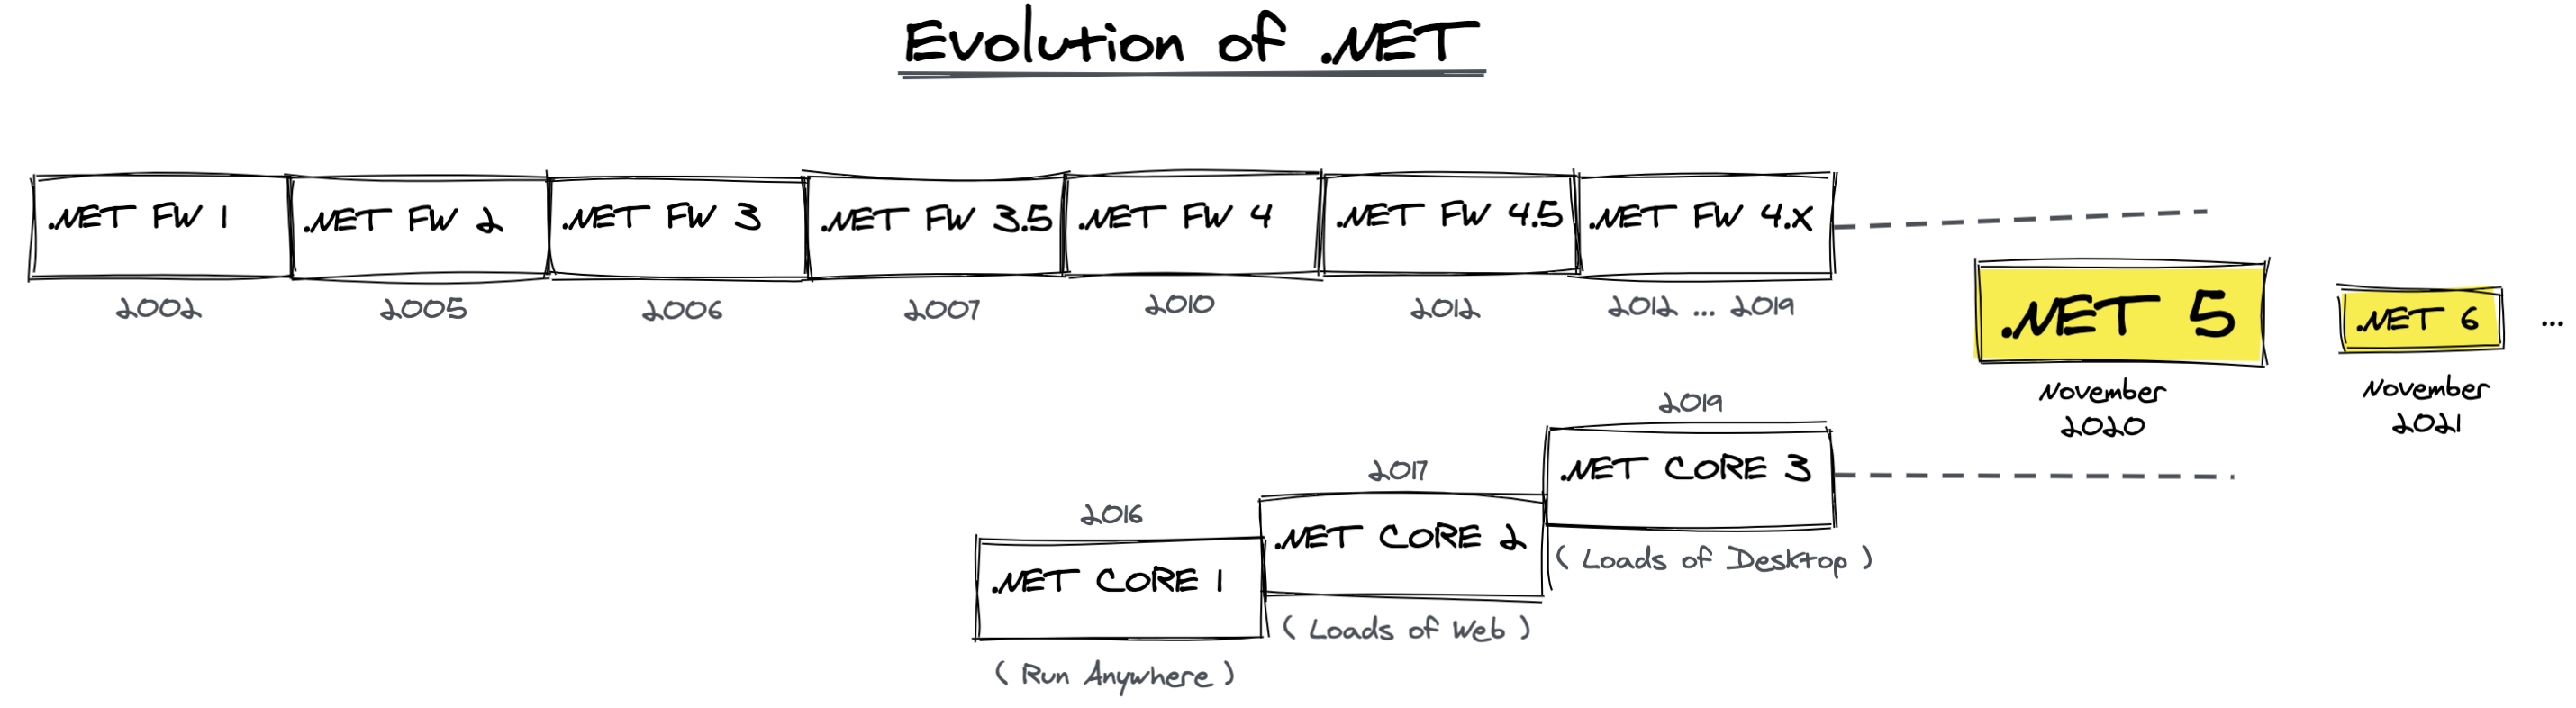 Evolution of .NET
.NET FW 1
.NET FW 2
.NET FW 3
.NET FW 3.5
.NET FW 4
.NET FW 4.5
.NET FW 4.x
2002
2005
2006
2007
2010
2012
2012 ... 2019
.NET 5
.NET 6
...
November
2020
November
2021
2019
.NET CORE 3
( Loads of Desktop )
2017
.NET CORE 2
( Loads of Web )
2016
.NET CORE 1
( Run Anywhere )